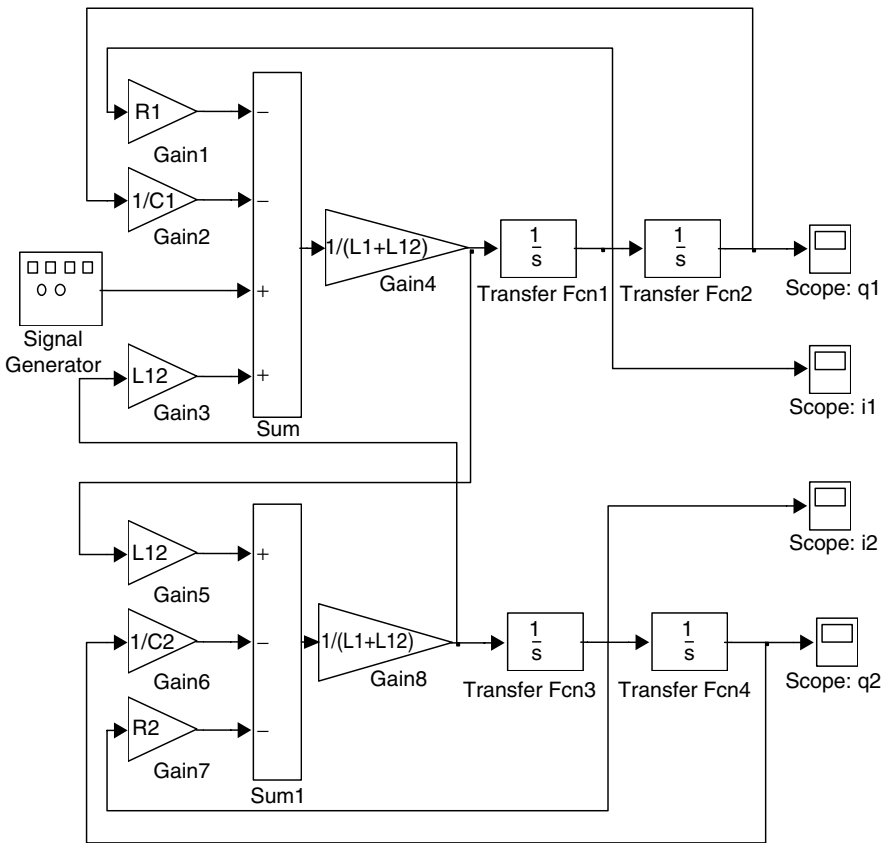 R1
−
Gain1
1/C1
−
Gain2
1/(L1+L12)
Gain4
1
s
Transfer Fcn1
1
s
Transfer Fcn2
Scope: q1
+
Signal
Generator
L12
+
Gain3
Sum
Scope: i1
L12
+
Gain5
Scope: i2
1/C2
−
Gain6
1/(L1+L12)
Gain8
1
s
Transfer Fcn3
1
s
Transfer Fcn4
Scope: q2
R2
−
Gain7
Sum1